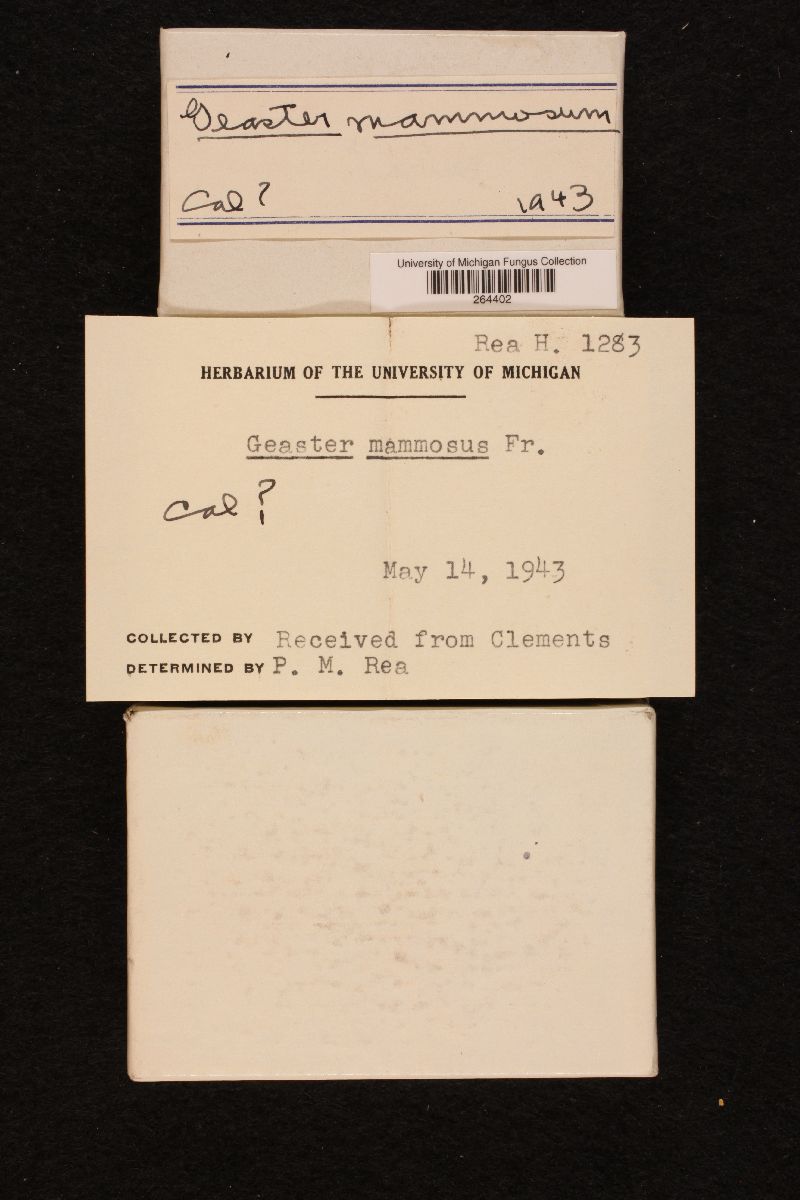 Geaster mammosum
Cal? 1943
University of Michigan Fungus Collection
264402
Rea H. 1283
HERBARIUM OF THE UNIVERSITY OF MICHIGAN
Geaster mammosus Fr.
Cal?
May 14, 1943
COLLECTED BY Received from Clements
DETERMINED BY P. M. Rea